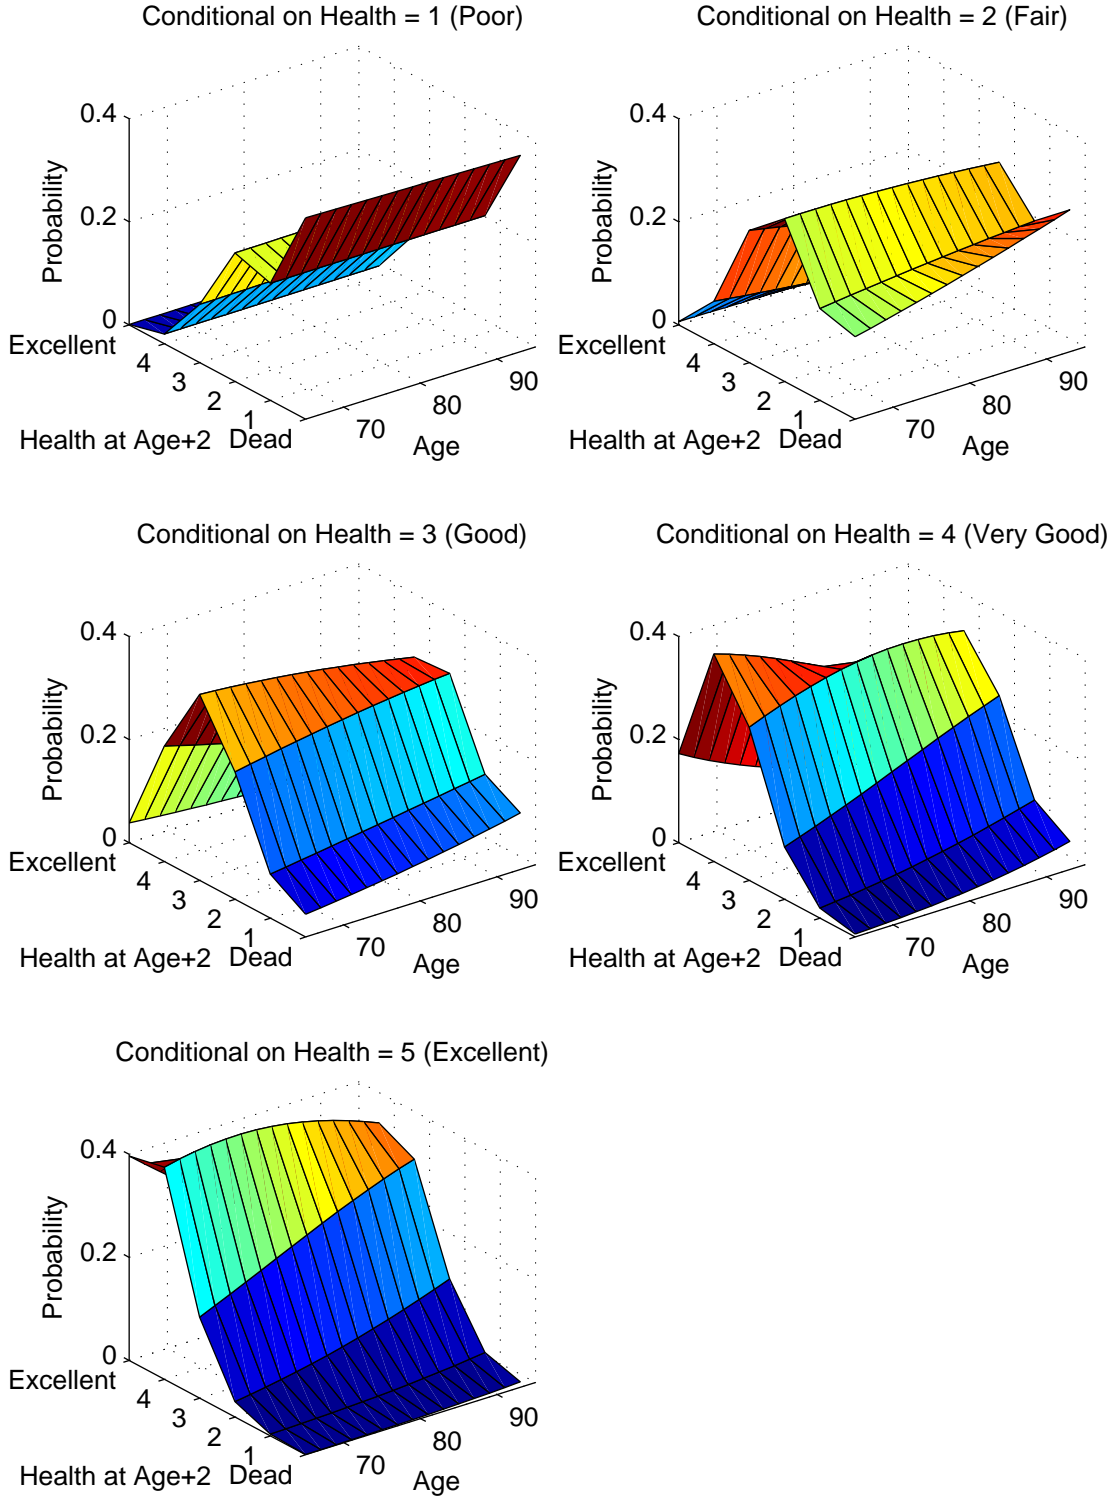 Conditional on Health = 1 (Poor)
0.4
0.2
0
Probability
Excellent
4
3
2
1
Dead
Health at Age+2
70
80
90
Age
Conditional on Health = 2 (Fair)
0.4
0.2
0
Probability
Excellent
4
3
2
1
Dead
Health at Age+2
70
80
90
Age
Conditional on Health = 3 (Good)
0.4
0.2
0
Probability
Excellent
4
3
2
1
Dead
Health at Age+2
70
80
90
Age
Conditional on Health = 4 (Very Good)
0.4
0.2
0
Probability
Excellent
4
3
2
1
Dead
Health at Age+2
70
80
90
Age
Conditional on Health = 5 (Excellent)
0.4
0.2
0
Probability
Excellent
4
3
2
1
Dead
Health at Age+2
70
80
90
Age